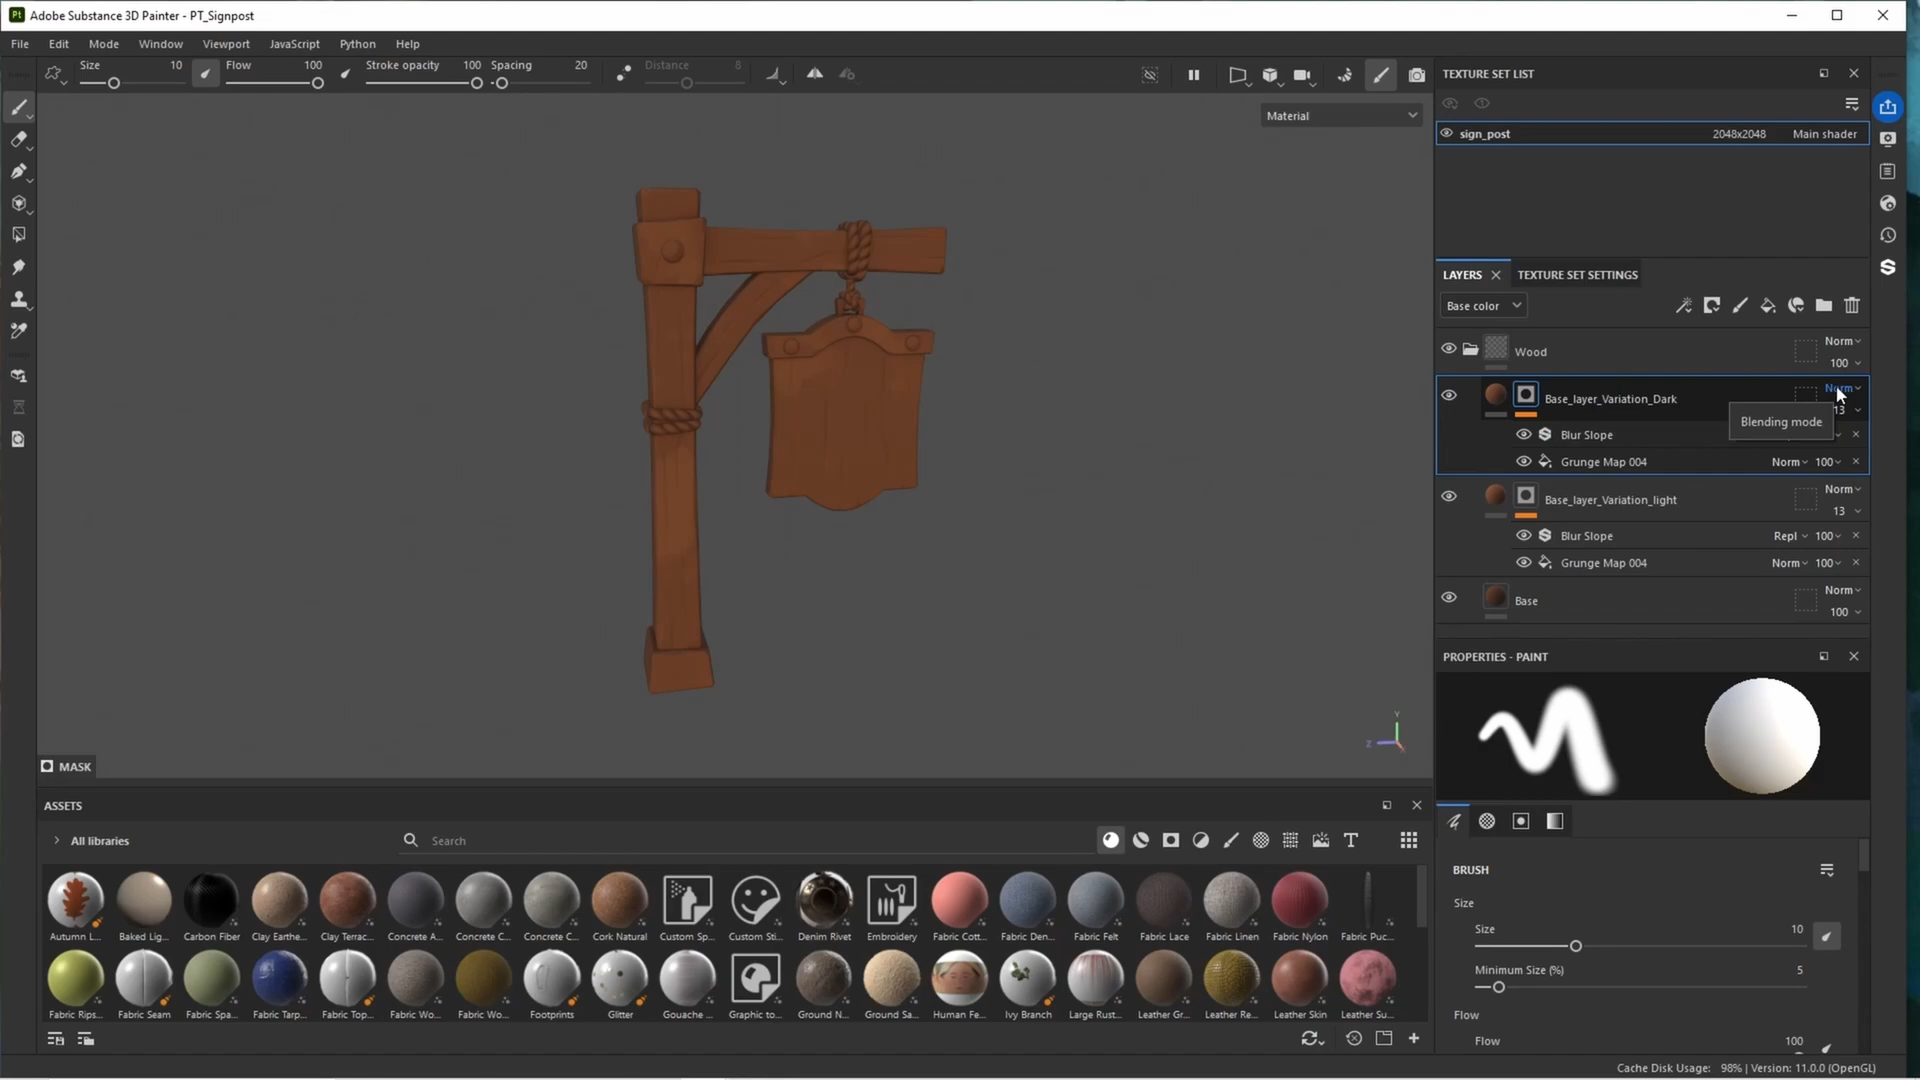 Pt Adobe Substance 3D Painter - PT_Signpost
File Edit Mode Window Viewport JavaScript Python Help
Size 10 Flow 100 Stroke opacity 100 Spacing 20 Distance 8
Material
MASK
TEXTURE SET LIST
sign_post 2048x2048 Main shader
LAYERS TEXTURE SET SETTINGS
Base color
Wood Norm
100
Base_layer_Variation_Dark Norm
13
Blending mode
Blur Slope
Grunge Map 004 Norm 100
Base_layer_Variation_light Norm
13
Blur Slope Repl 100
Grunge Map 004 Norm 100
Base Norm
100
PROPERTIES - PAINT
BRUSH
Size
Size 10
Minimum Size (%) 5
Flow
Flow 100
ASSETS
All libraries Search
Autumn L... Baked Lig... Carbon Fiber Clay Earthe... Clay Terrac... Concrete A... Concrete C... Concrete C... Cork Natural Custom Sp... Custom Sti... Denim Rivet Embroidery Fabric Cott... Fabric Den... Fabric Felt Fabric Lace Fabric Linen Fabric Nylon Fabric Puc...
Fabric Rips... Fabric Seam Fabric Spa... Fabric Tarp... Fabric Top... Fabric Wo... Fabric Wo... Footprints Glitter Gouache ... Graphic to... Ground N... Ground Sa... Human Fe... Ivy Branch Large Rust... Leather Gr... Leather Re... Leather Skin Leather Su...
Cache Disk Usage: 98% | Version: 11.0.0 (OpenGL)
Y
Z